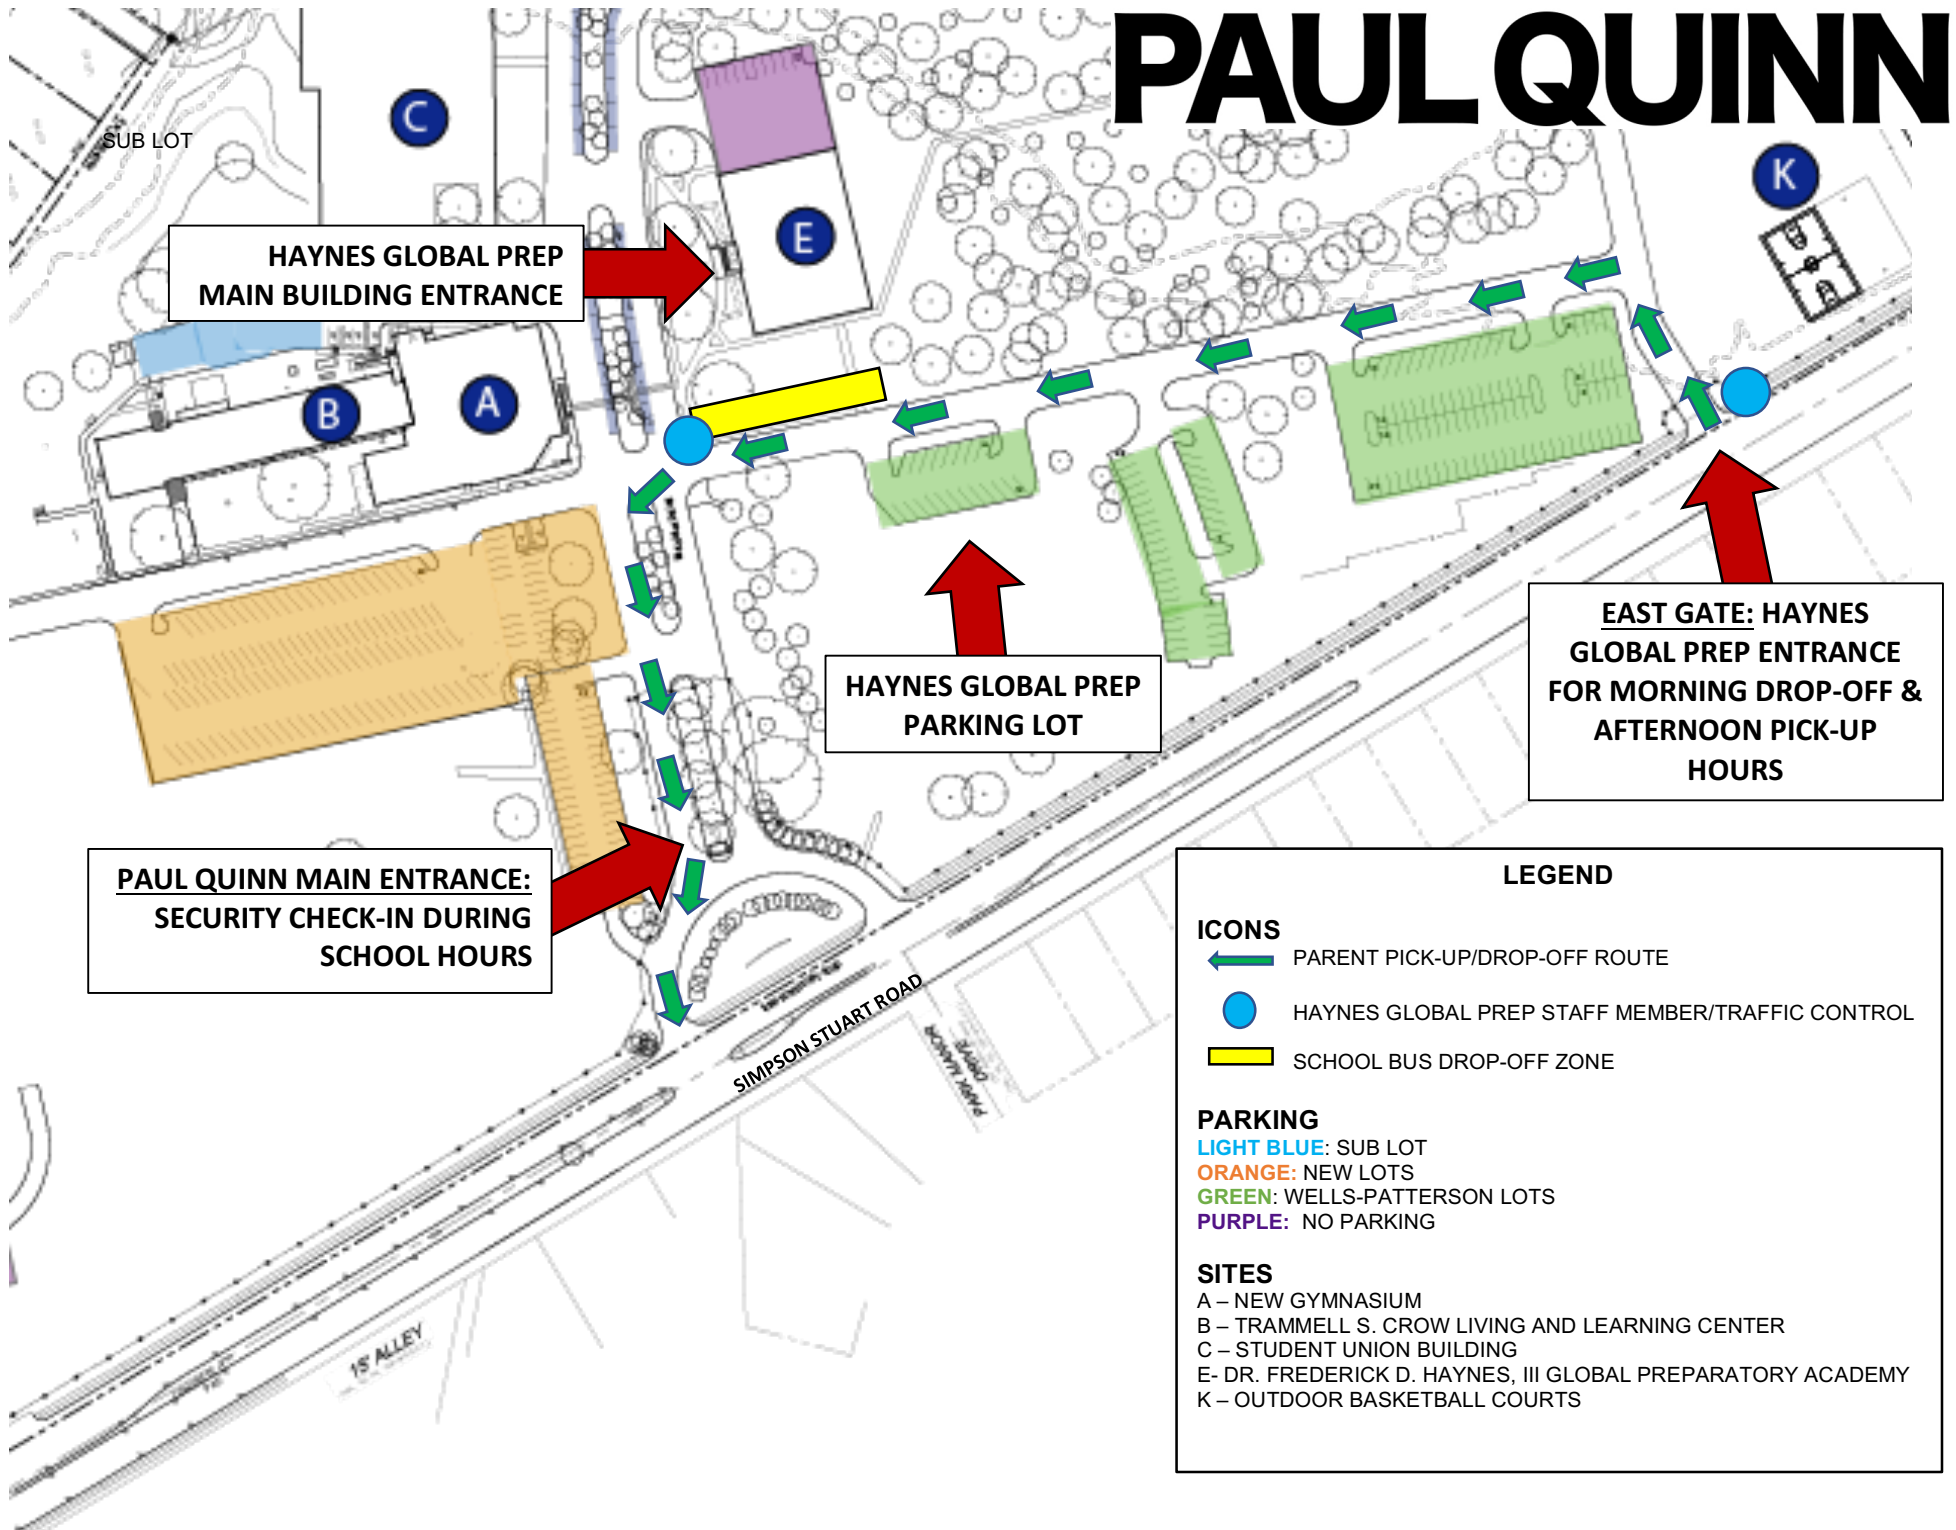 PAUL QUINN
SUB LOT
C
K
E
HAYNES GLOBAL PREP
MAIN BUILDING ENTRANCE
B
A
HAYNES GLOBAL PREP
PARKING LOT
EAST GATE: HAYNES
GLOBAL PREP ENTRANCE
FOR MORNING DROP-OFF &
AFTERNOON PICK-UP
HOURS
PAUL QUINN MAIN ENTRANCE:
SECURITY CHECK-IN DURING
SCHOOL HOURS
SIMPSON STUART ROAD
PARK MANOR
DRIVE
15' ALLEY
LEGEND
ICONS
PARENT PICK-UP/DROP-OFF ROUTE
HAYNES GLOBAL PREP STAFF MEMBER/TRAFFIC CONTROL
SCHOOL BUS DROP-OFF ZONE
PARKING
LIGHT BLUE: SUB LOT
ORANGE: NEW LOTS
GREEN: WELLS-PATTERSON LOTS
PURPLE: NO PARKING
SITES
A – NEW GYMNASIUM
B – TRAMMELL S. CROW LIVING AND LEARNING CENTER
C – STUDENT UNION BUILDING
E- DR. FREDERICK D. HAYNES, III GLOBAL PREPARATORY ACADEMY
K – OUTDOOR BASKETBALL COURTS